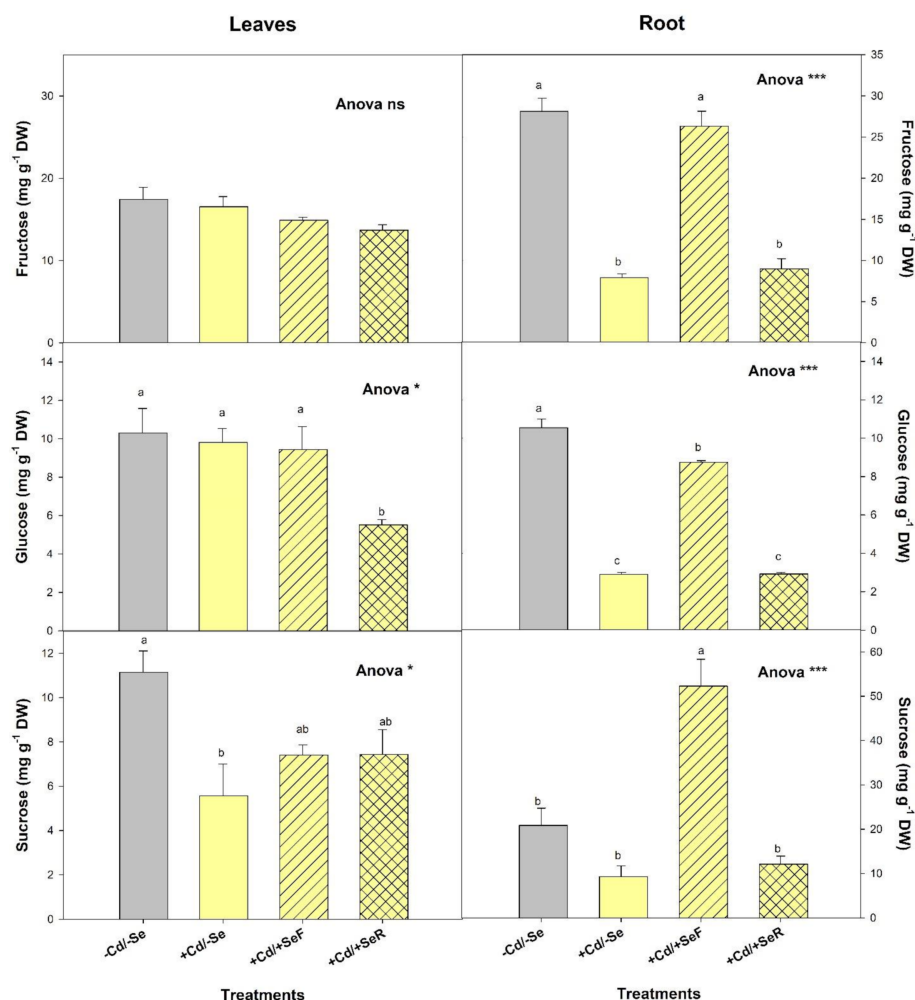 Leaves
Root
Fructose (mg g⁻¹ DW)
30
20
10
0
Anova ns
Anova ***
a
b
a
b
35
30
25
20
15
10
5
0
Fructose (mg g⁻¹ DW)
Glucose (mg g⁻¹ DW)
14
12
10
8
6
4
2
0
Anova *
a
a
a
b
Anova ***
a
c
b
c
14
12
10
8
6
4
2
0
Glucose (mg g⁻¹ DW)
Sucrose (mg g⁻¹ DW)
12
10
8
6
4
2
0
Anova *
a
b
ab
ab
Anova ***
b
b
a
b
60
50
40
30
20
10
0
Sucrose (mg g⁻¹ DW)
-Cd/-Se
+Cd/-Se
+Cd/+SeF
+Cd/+SeR
-Cd/-Se
+Cd/-Se
+Cd/+SeF
+Cd/+SeR
Treatments
Treatments